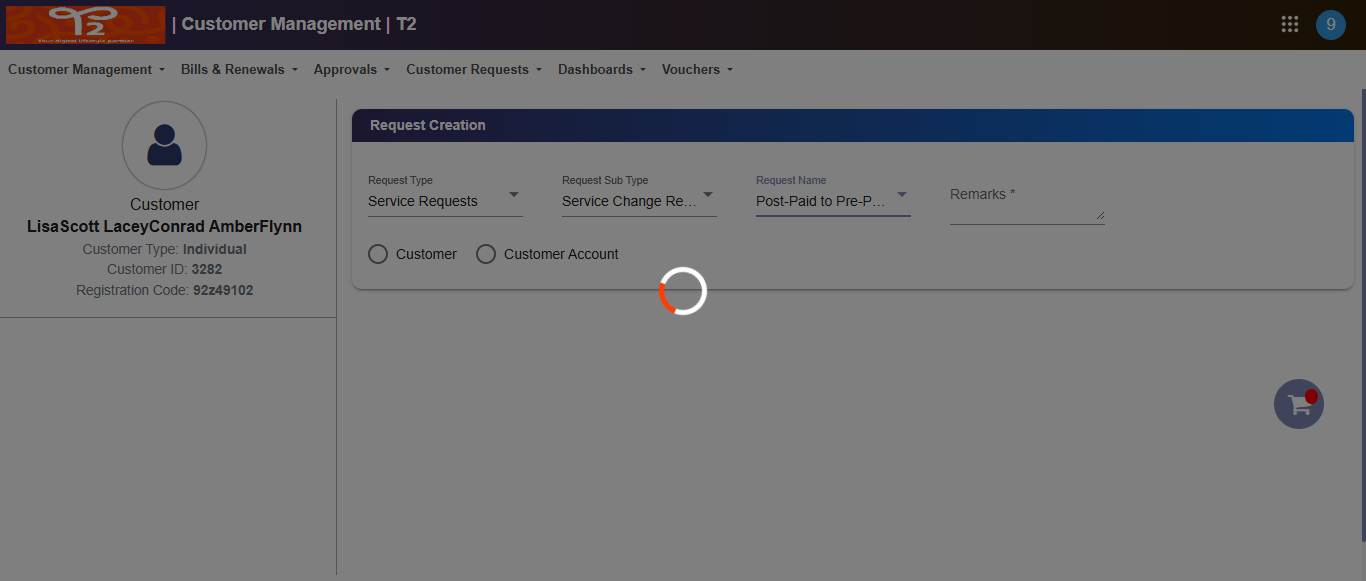 T2
Your digital lifestyle partner
| Customer Management | T2
9
Customer Management Bills & Renewals Approvals Customer Requests Dashboards Vouchers
Customer
LisaScott LaceyConrad AmberFlynn
Customer Type: Individual
Customer ID: 3282
Registration Code: 92z49102
Request Creation
Request Type Request Sub Type Request Name
Service Requests Service Change Re... Post-Paid to Pre-P... Remarks *
Customer Customer Account